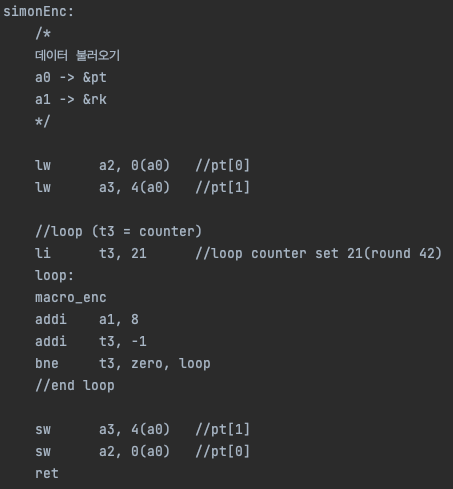 simonEnc:
/*
데이터 불러오기
a0 -> &pt
a1 -> &rk
*/
lw a2, 0(a0) //pt[0]
lw a3, 4(a0) //pt[1]
//loop (t3 = counter)
li t3, 21 //loop counter set 21(round 42)
loop:
macro_enc
addi a1, 8
addi t3, -1
bne t3, zero, loop
//end loop
sw a3, 4(a0) //pt[1]
sw a2, 0(a0) //pt[0]
ret